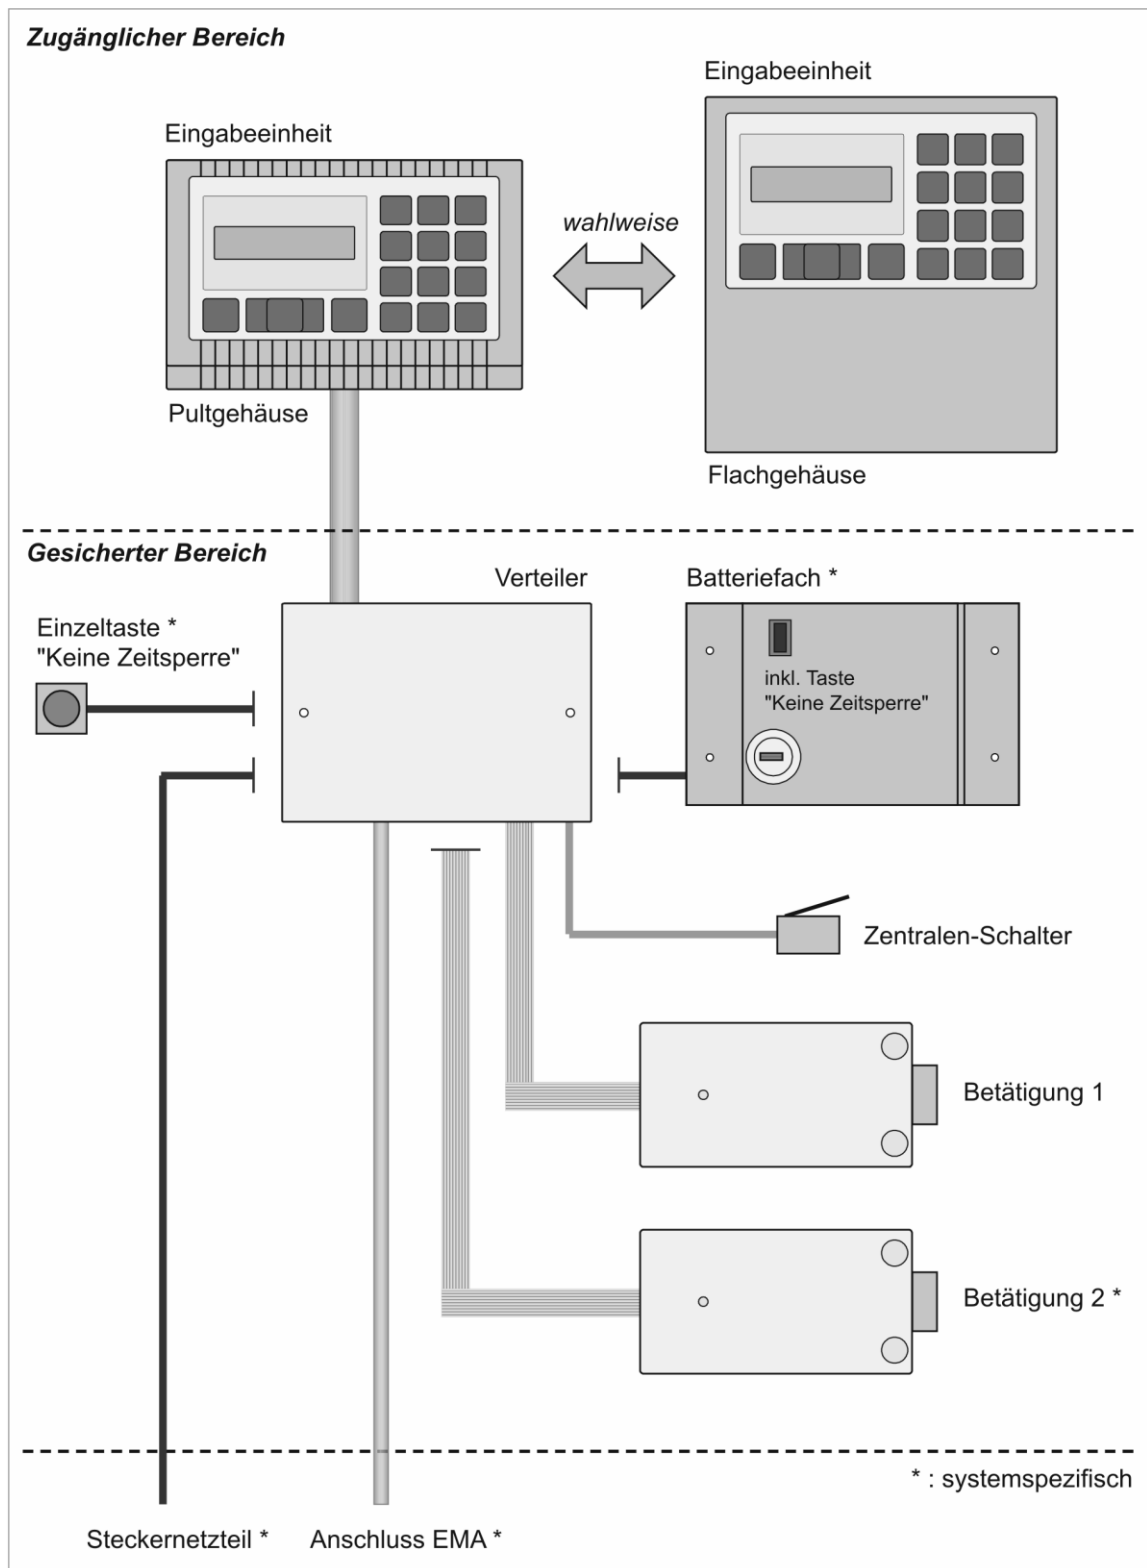 Zugänglicher Bereich
Eingabeeinheit
Eingabeeinheit
wahlweise
Pultgehäuse
Flachgehäuse
Gesicherter Bereich
Verteiler
Batteriefach *
Einzeltaste *
"Keine Zeitsperre"
inkl. Taste
"Keine Zeitsperre"
Zentralen-Schalter
Betätigung 1
Betätigung 2 *
* : systemspezifisch
Steckernetzteil *
Anschluss EMA *